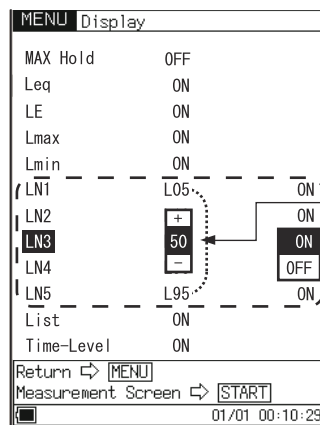 MENU Display
MAX Hold OFF
Leq ON
LE ON
Lmax ON
Lmin ON
LN1 L05 ON
LN2 + ON
LN3 50 ON
LN4 - OFF
LN5 L95 ON
List ON
Time-Level ON
Return ⇨ MENU
Measurement Screen ⇨ START
01/01 00:10:29